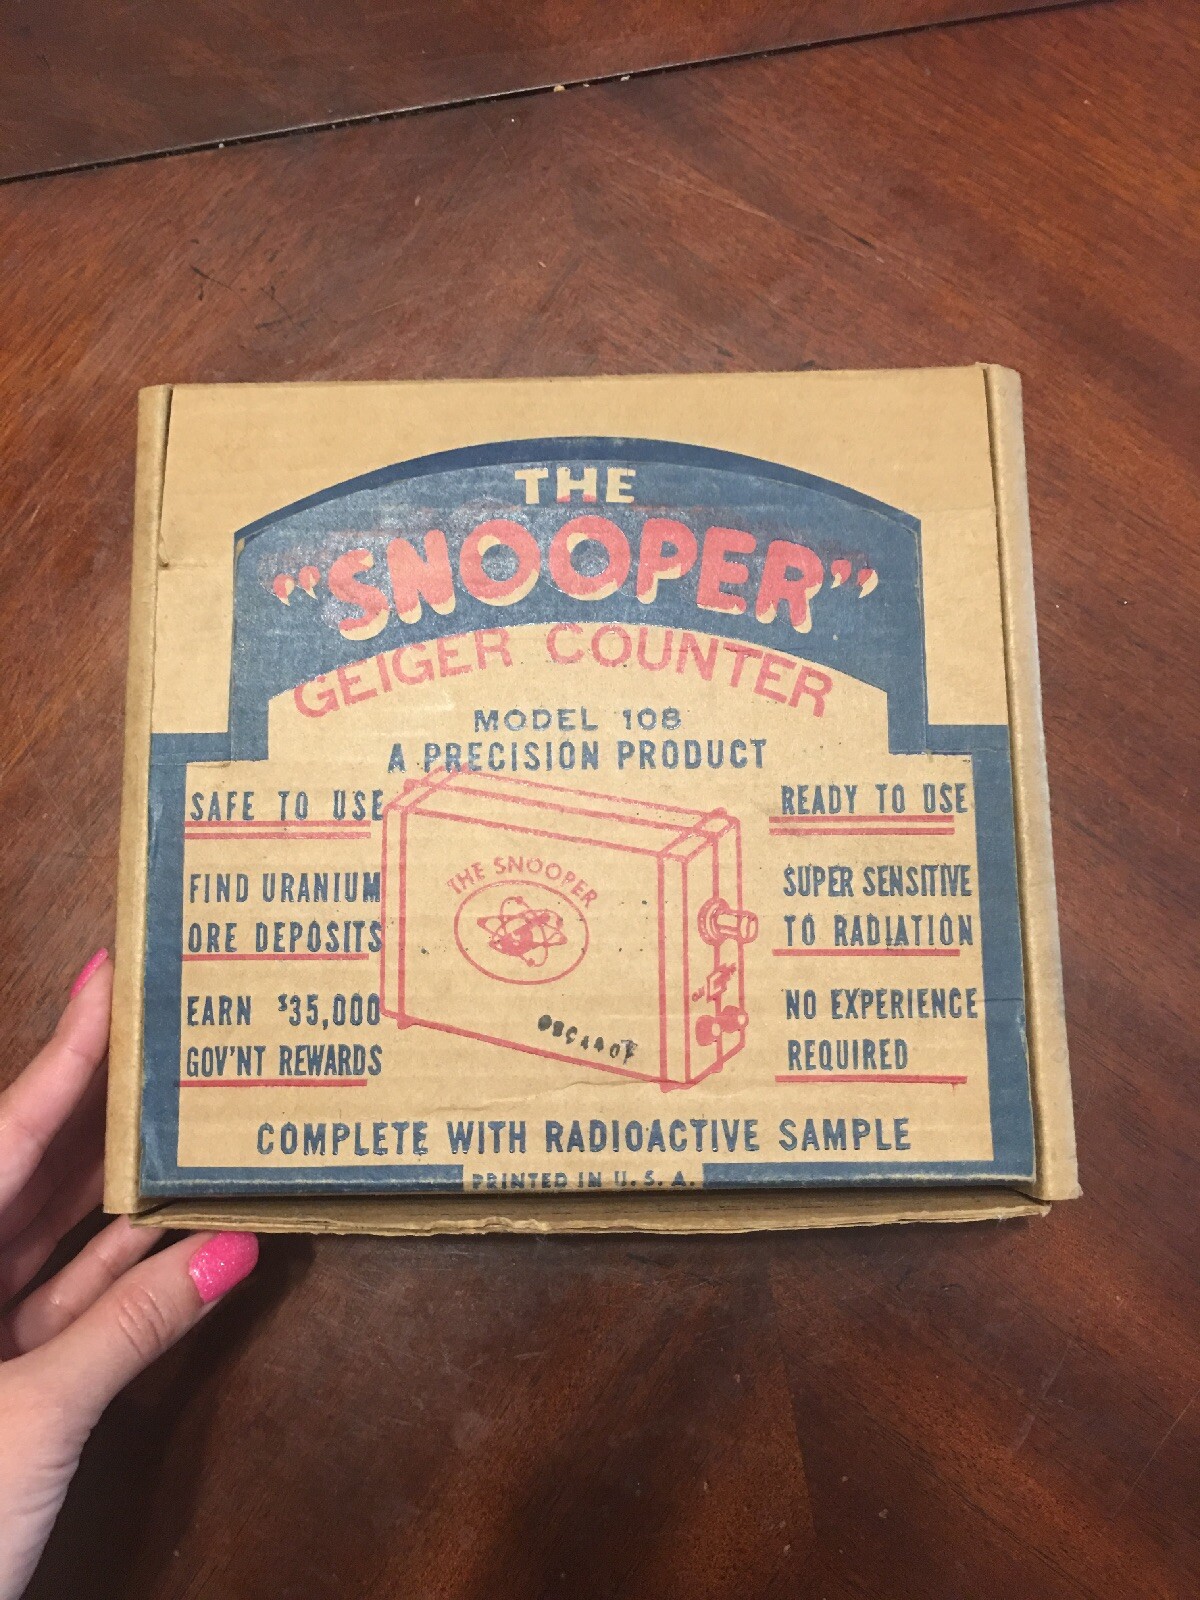 THE
"SNOOPER"
GEIGER COUNTER
MODEL 108
A PRECISION PRODUCT
SAFE TO USE
FIND URANIUM
ORE DEPOSITS
EARN $35,000
GOV'NT REWARDS
THE SNOOPER
READY TO USE
SUPER SENSITIVE
TO RADIATION
NO EXPERIENCE
REQUIRED
COMPLETE WITH RADIOACTIVE SAMPLE
PRINTED IN U.S.A.